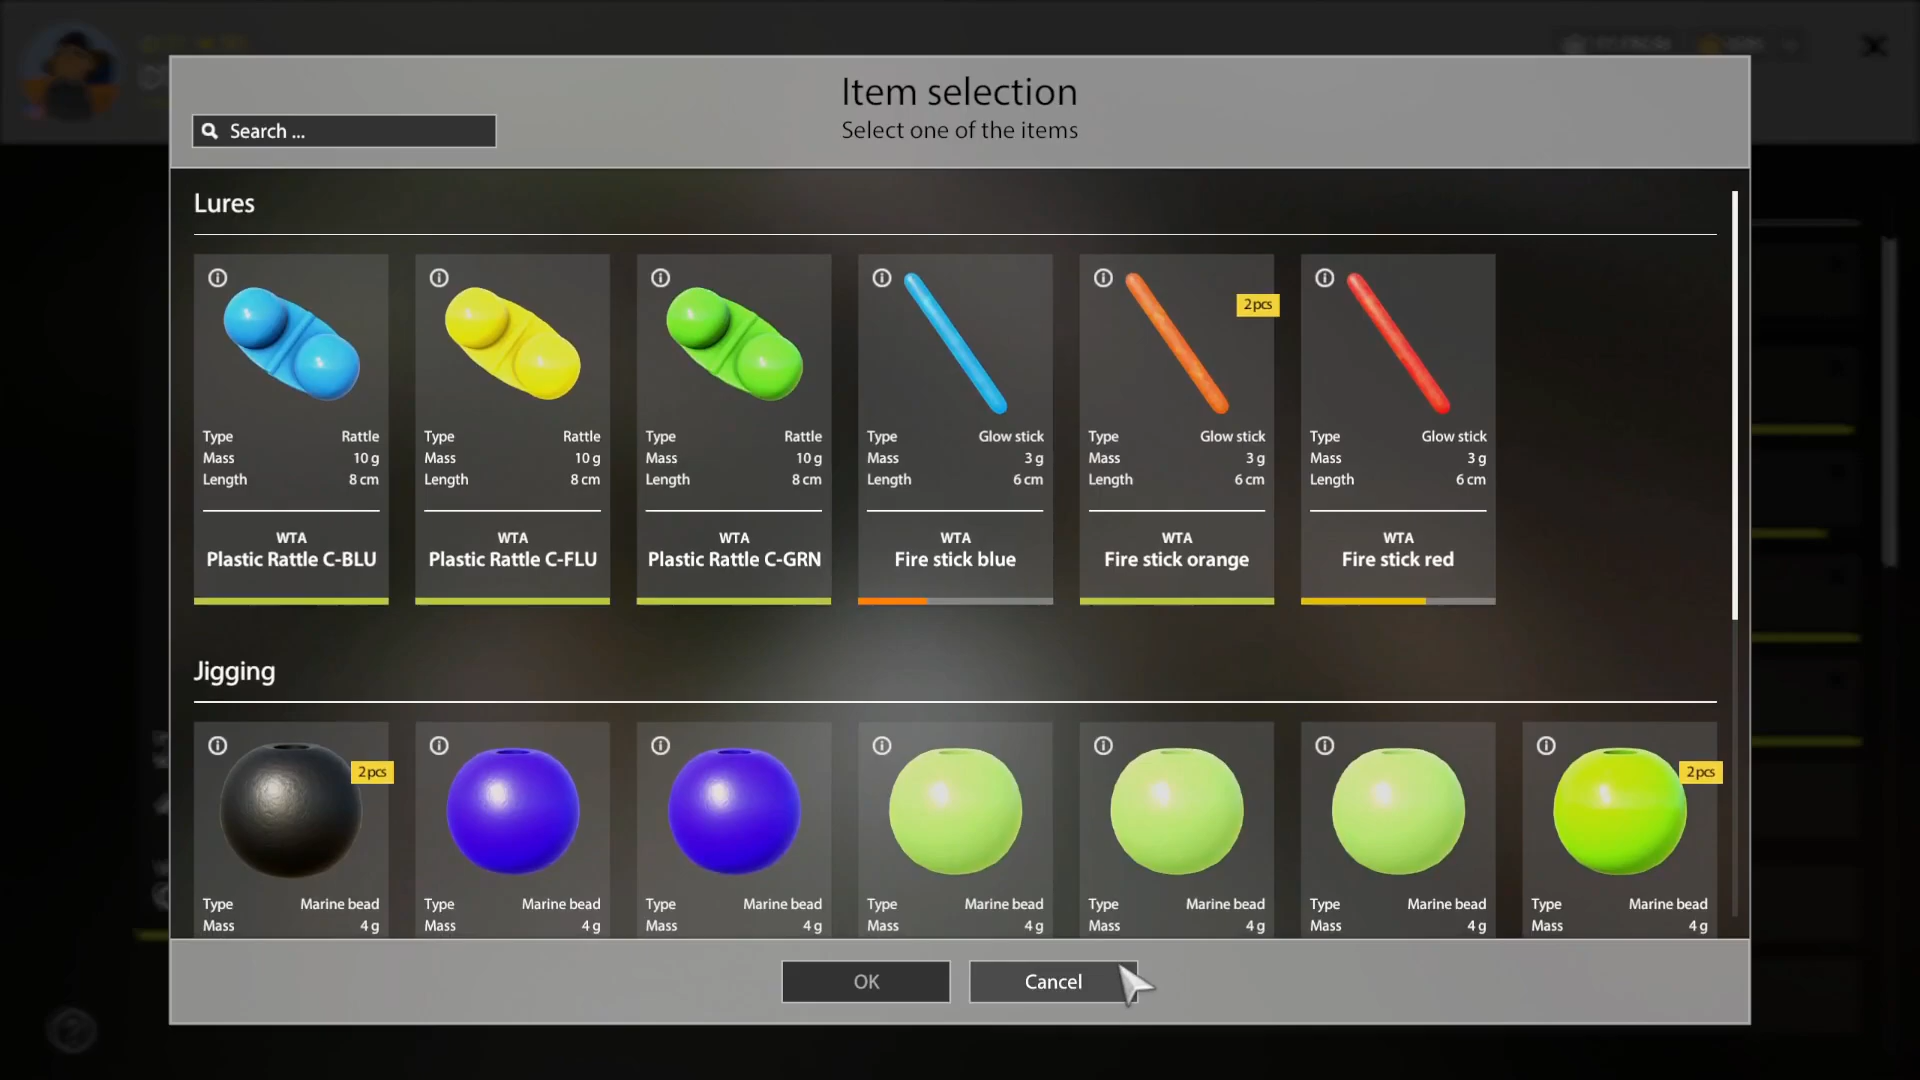 Item selection
Select one of the items
Search ...
Lures
Type Rattle
Mass 10 g
Length 8 cm
WTA
Plastic Rattle C-BLU
Type Rattle
Mass 10 g
Length 8 cm
WTA
Plastic Rattle C-FLU
Type Rattle
Mass 10 g
Length 8 cm
WTA
Plastic Rattle C-GRN
Type Glow stick
Mass 3 g
Length 6 cm
WTA
Fire stick blue
2 pcs
Type Glow stick
Mass 3 g
Length 6 cm
WTA
Fire stick orange
Type Glow stick
Mass 3 g
Length 6 cm
WTA
Fire stick red
Jigging
2 pcs
Type Marine bead
Mass 4 g
Type Marine bead
Mass 4 g
Type Marine bead
Mass 4 g
Type Marine bead
Mass 4 g
Type Marine bead
Mass 4 g
Type Marine bead
Mass 4 g
2 pcs
Type Marine bead
Mass 4 g
OK
Cancel